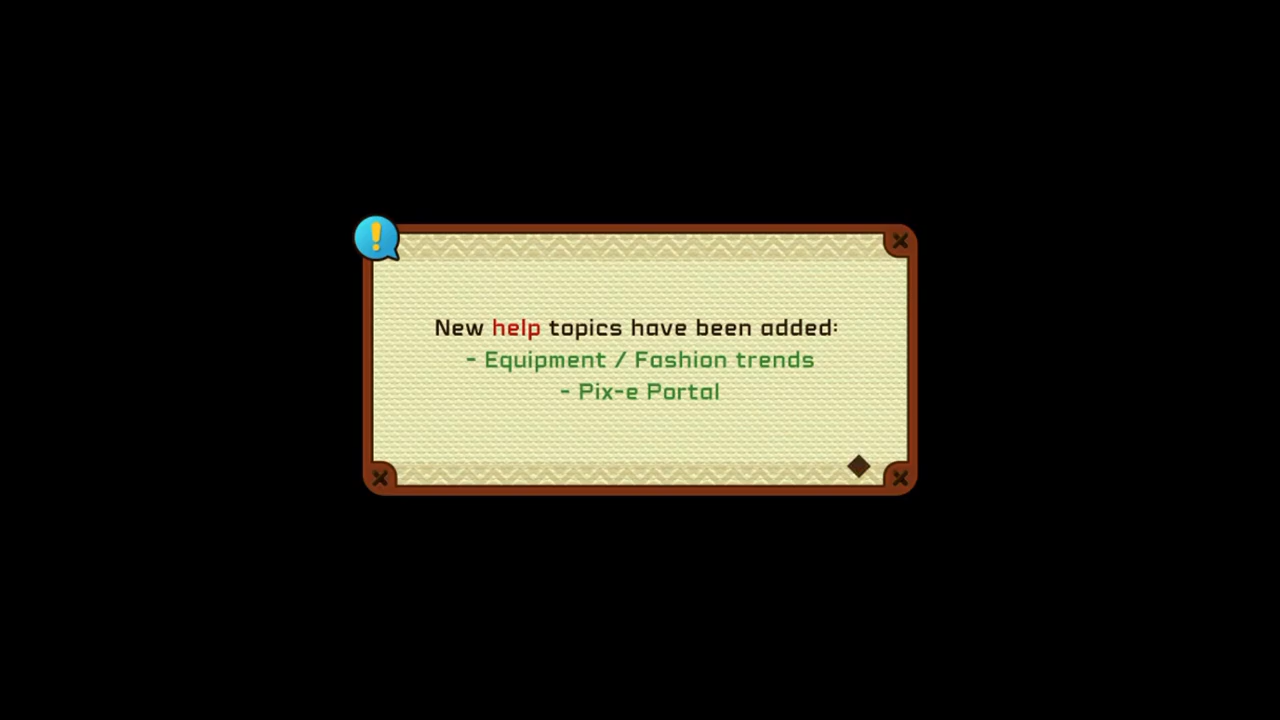 New help topics have been added:
- Equipment / Fashion trends
- Pix-e Portal